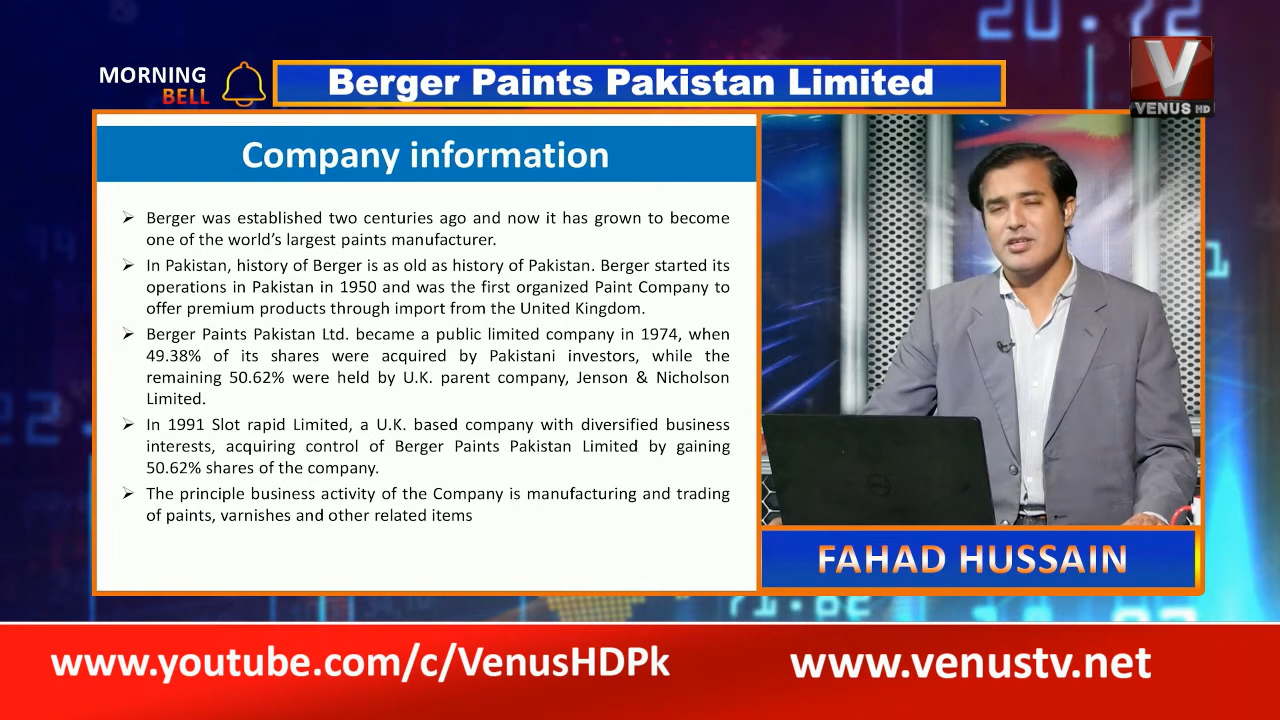 MORNING
BELL
Berger Paints Pakistan Limited
VENUS HD
Company information
➢ Berger was established two centuries ago and now it has grown to become
one of the world’s largest paints manufacturer.
➢ In Pakistan, history of Berger is as old as history of Pakistan. Berger started its
operations in Pakistan in 1950 and was the first organized Paint Company to
offer premium products through import from the United Kingdom.
➢ Berger Paints Pakistan Ltd. became a public limited company in 1974, when
49.38% of its shares were acquired by Pakistani investors, while the
remaining 50.62% were held by U.K. parent company, Jenson & Nicholson
Limited.
➢ In 1991 Slot rapid Limited, a U.K. based company with diversified business
interests, acquiring control of Berger Paints Pakistan Limited by gaining
50.62% shares of the company.
➢ The principle business activity of the Company is manufacturing and trading
of paints, varnishes and other related items
FAHAD HUSSAIN
www.youtube.com/c/VenusHDPk
www.venustv.net